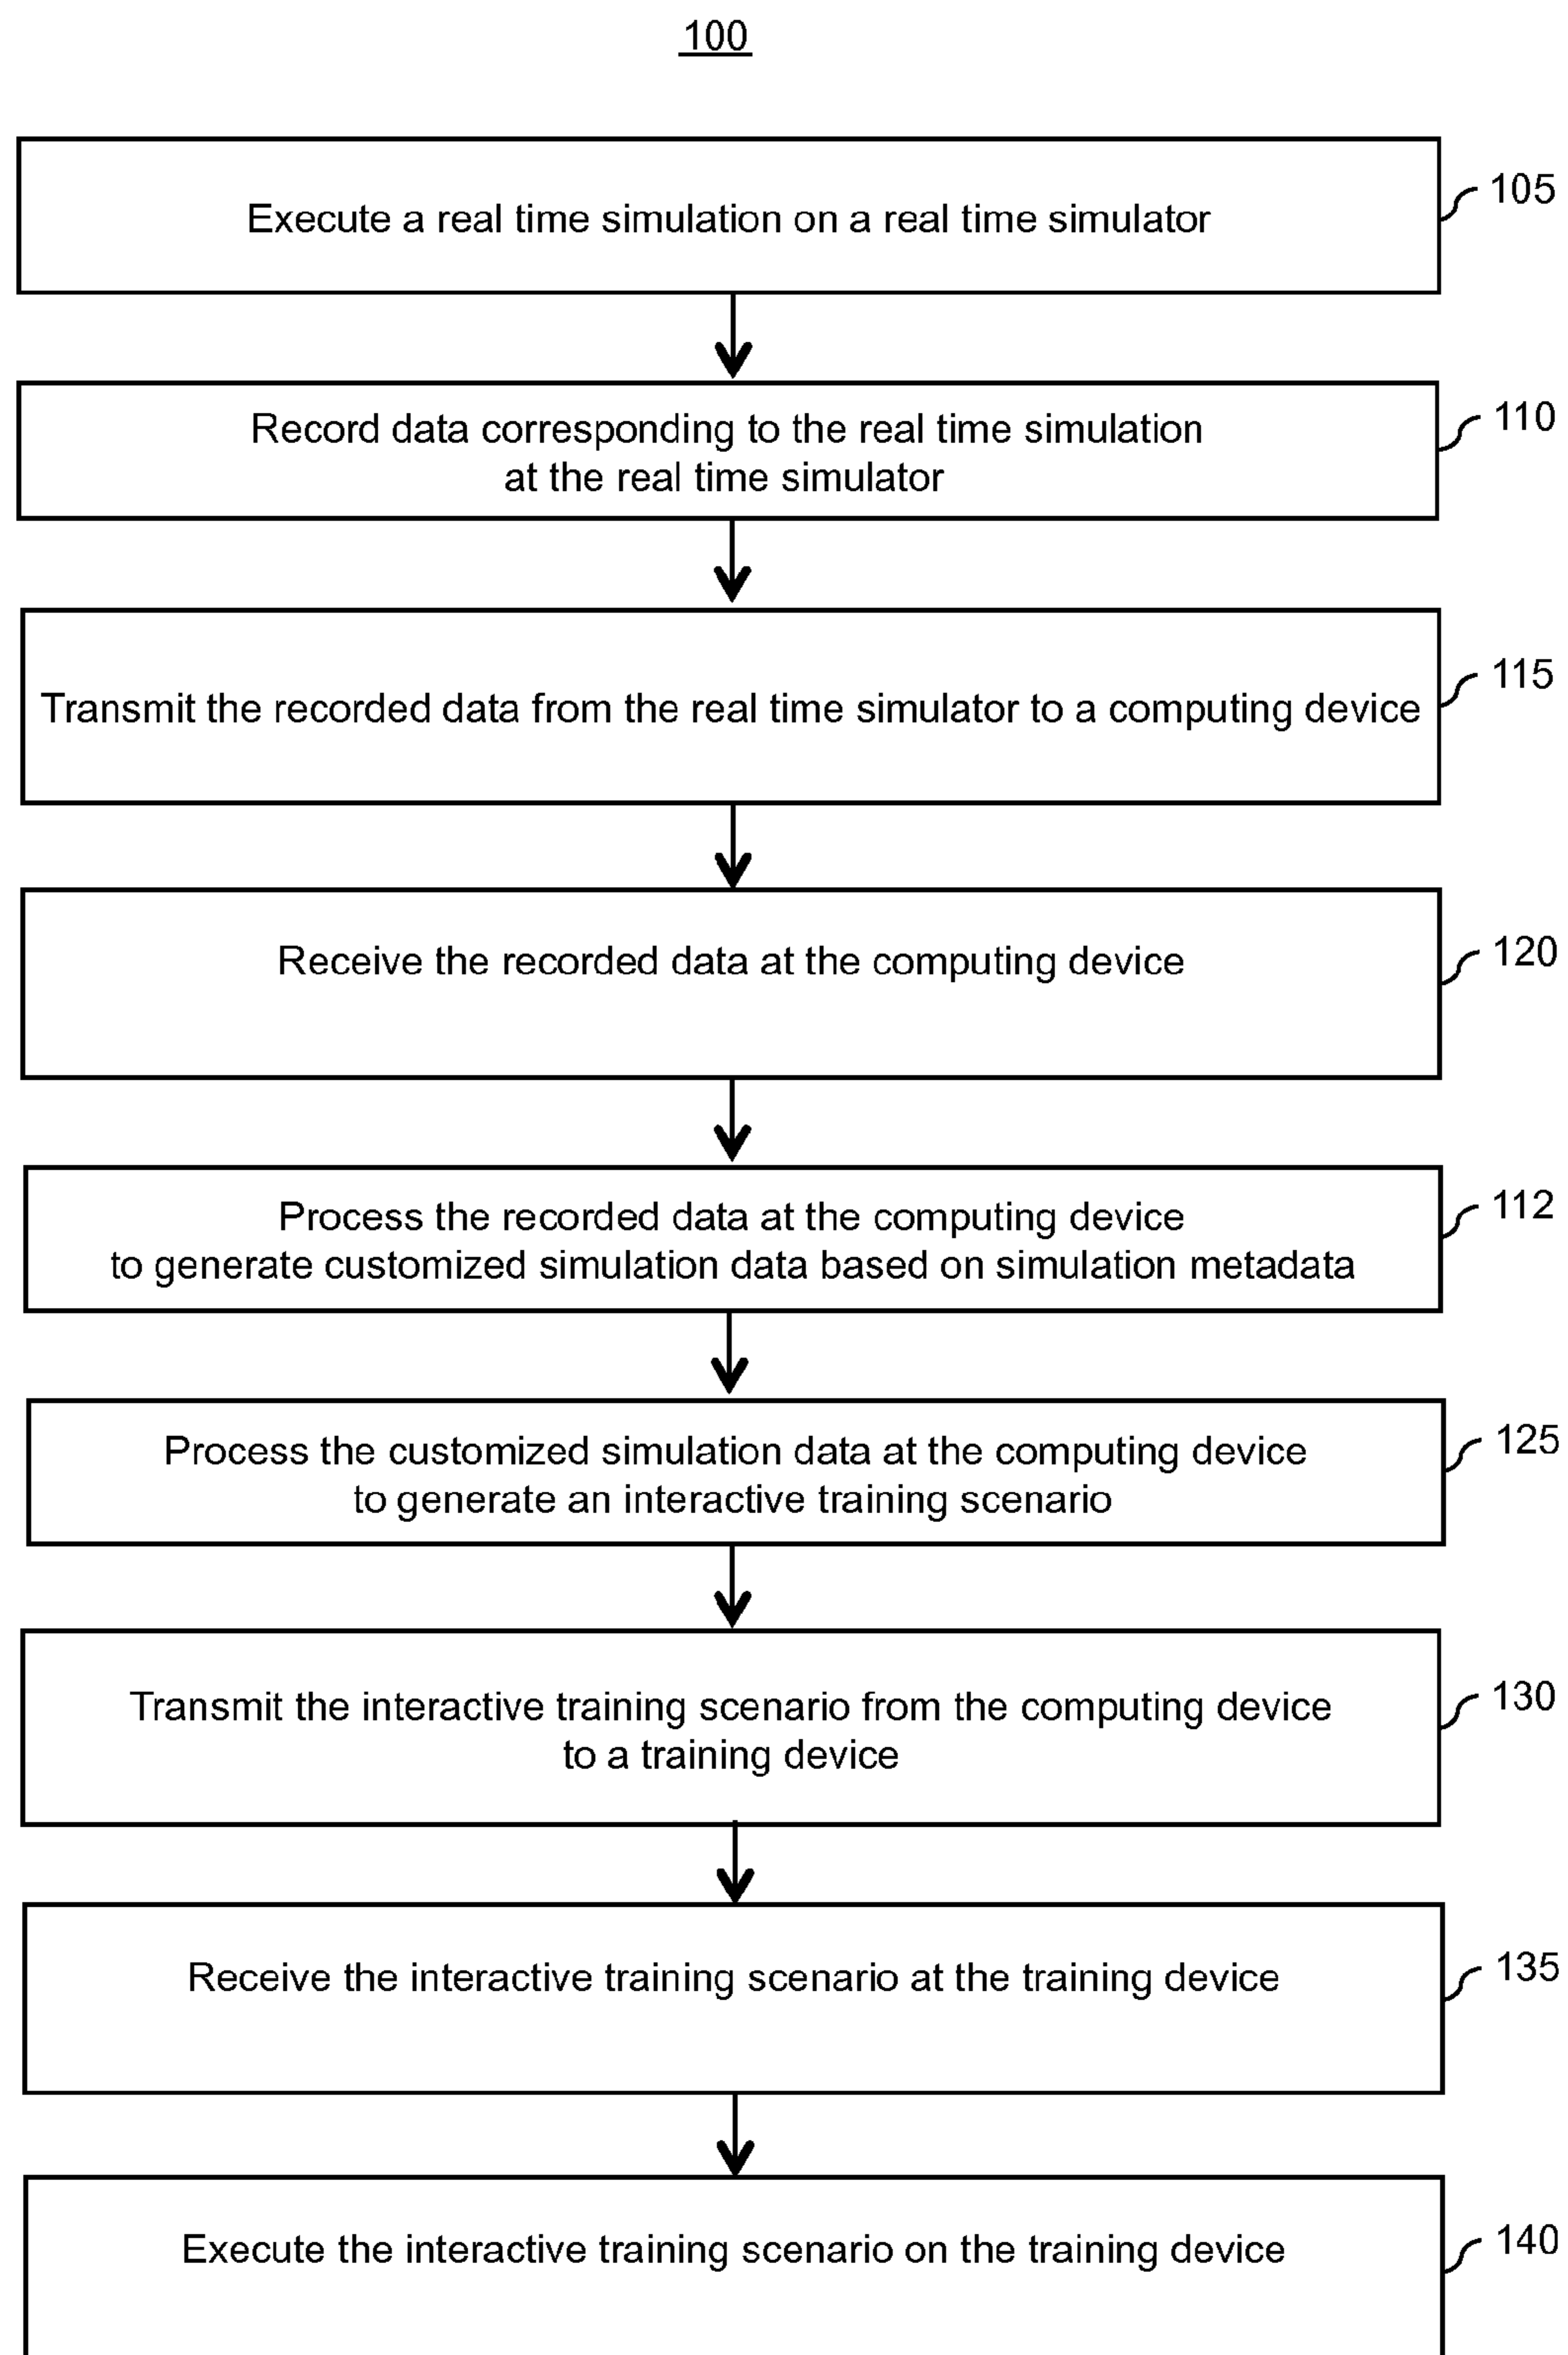 100
Execute a real time simulation on a real time simulator
105
Record data corresponding to the real time simulation
at the real time simulator
110
Transmit the recorded data from the real time simulator to a computing device
115
Receive the recorded data at the computing device
120
Process the recorded data at the computing device
to generate customized simulation data based on simulation metadata
112
Process the customized simulation data at the computing device
to generate an interactive training scenario
125
Transmit the interactive training scenario from the computing device
to a training device
130
Receive the interactive training scenario at the training device
135
Execute the interactive training scenario on the training device
140